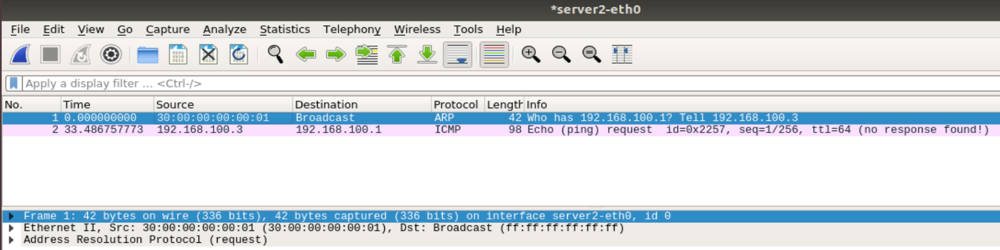 *server2-eth0
File Edit View Go Capture Analyze Statistics Telephony Wireless Tools Help
Apply a display filter ... <Ctrl-/>
No. Time Source Destination Protocol Length Info
1 0.000000000 30:00:00:00:00:01 Broadcast ARP 42 Who has 192.168.100.1? Tell 192.168.100.3
2 33.486757773 192.168.100.3 192.168.100.1 ICMP 98 Echo (ping) request id=0x2257, seq=1/256, ttl=64 (no response found!)
Frame 1: 42 bytes on wire (336 bits), 42 bytes captured (336 bits) on interface server2-eth0, id 0
Ethernet II, Src: 30:00:00:00:00:01 (30:00:00:00:00:01), Dst: Broadcast (ff:ff:ff:ff:ff:ff)
Address Resolution Protocol (request)